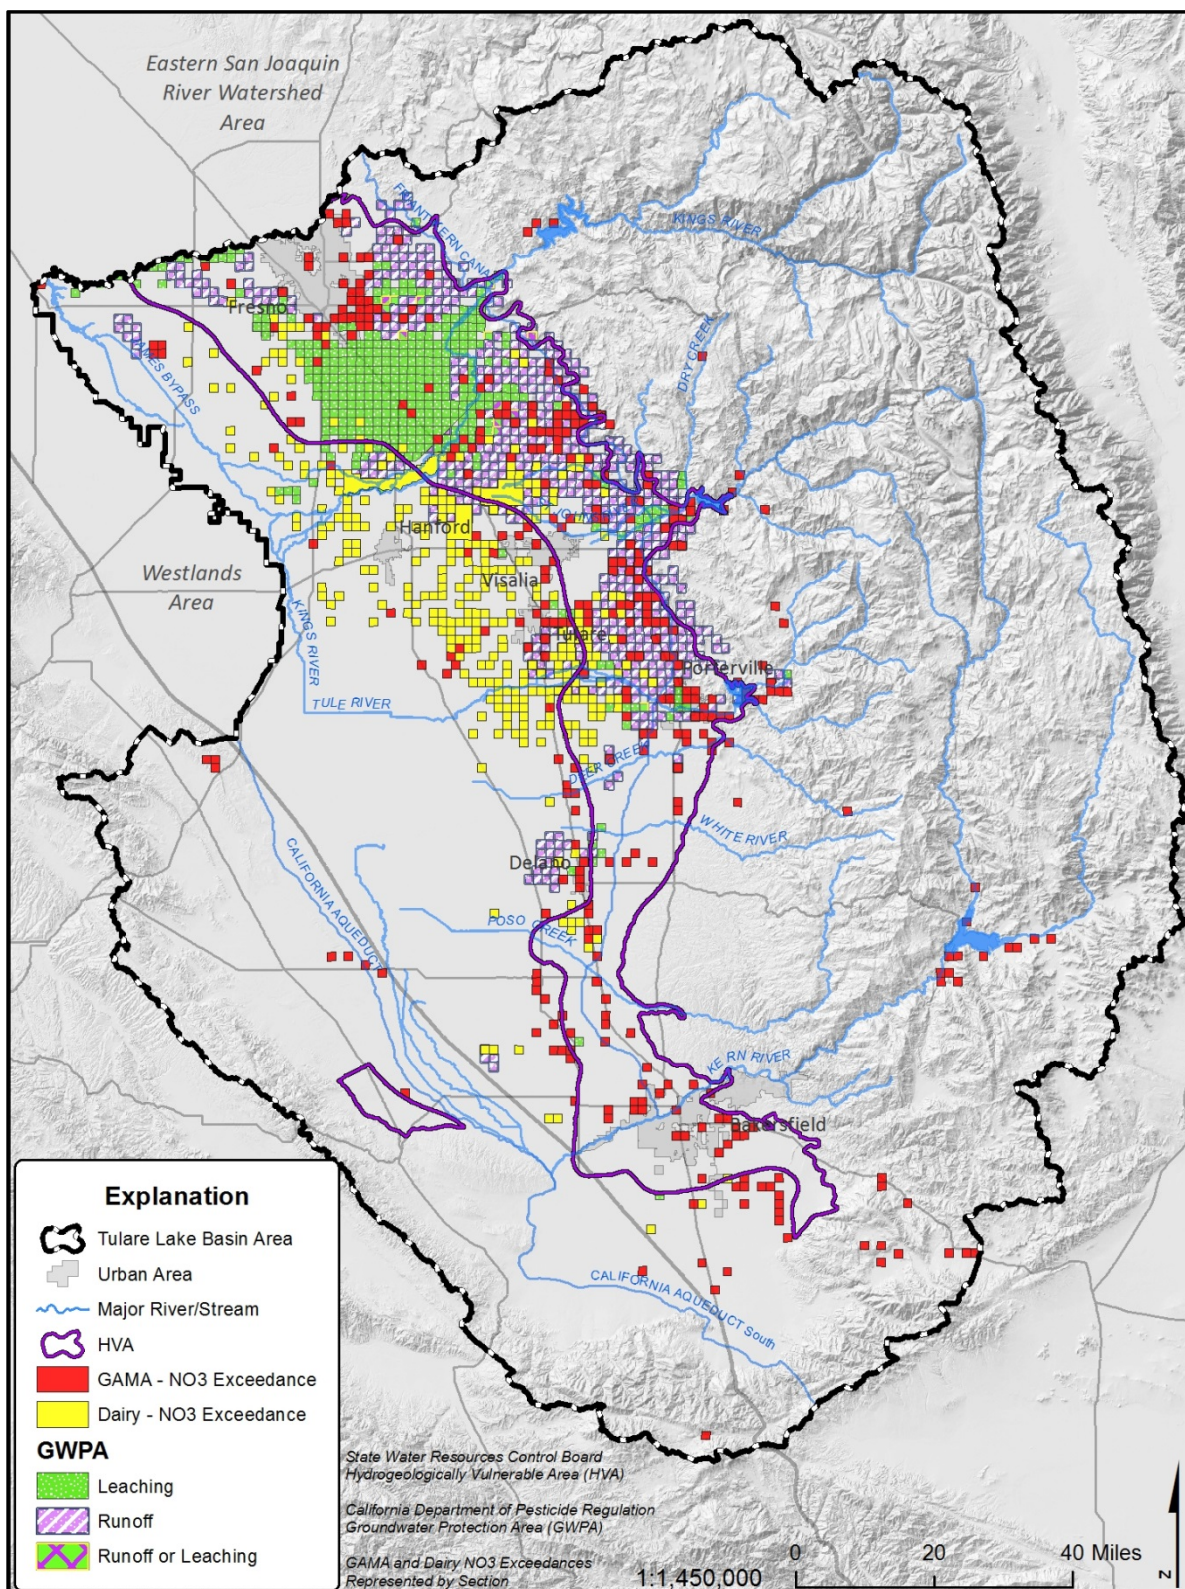 Eastern San Joaquin
River Watershed
Area
FRIANT KERN CANAL
KINGS RIVER
Fresno
JAMES BYPASS
DRY CREEK
Hanford
Visalia
Westlands
Area
KINGS RIVER
Tulare
Porterville
TULE RIVER
DEER CREEK
WHITE RIVER
Delano
CALIFORNIA AQUEDUCT
POSO CREEK
KERN RIVER
Bakersfield
CALIFORNIA AQUEDUCT South
Explanation
Tulare Lake Basin Area
Urban Area
Major River/Stream
HVA
GAMA - NO3 Exceedance
Dairy - NO3 Exceedance
GWPA
Leaching
Runoff
Runoff or Leaching
State Water Resources Control Board
Hydrogeologically Vulnerable Area (HVA)
California Department of Pesticide Regulation
Groundwater Protection Area (GWPA)
GAMA and Dairy NO3 Exceedances
Represented by Section
1:1,450,000
0 20 40 Miles
N